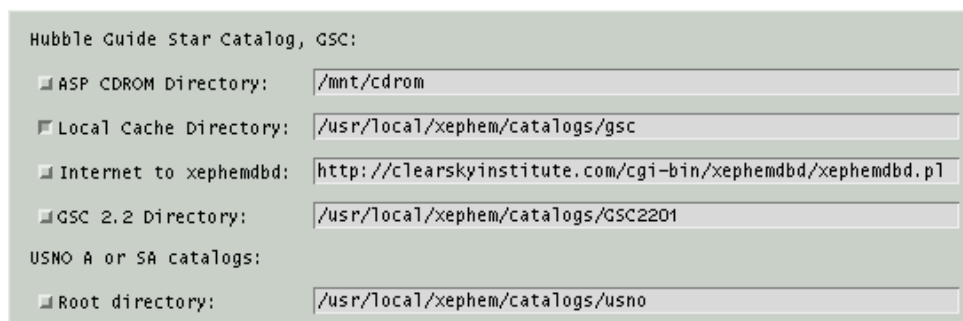 Hubble Guide Star Catalog, GSC:
ASP CDROM Directory: /mnt/cdrom
Local Cache Directory: /usr/local/xephem/catalogs/gsc
Internet to xephemdbd: http://clearskyinstitute.com/cgi-bin/xephemdbd/xephemdbd.pl
GSC 2.2 Directory: /usr/local/xephem/catalogs/GSC2201
USNO A or SA catalogs:
Root directory: /usr/local/xephem/catalogs/usno